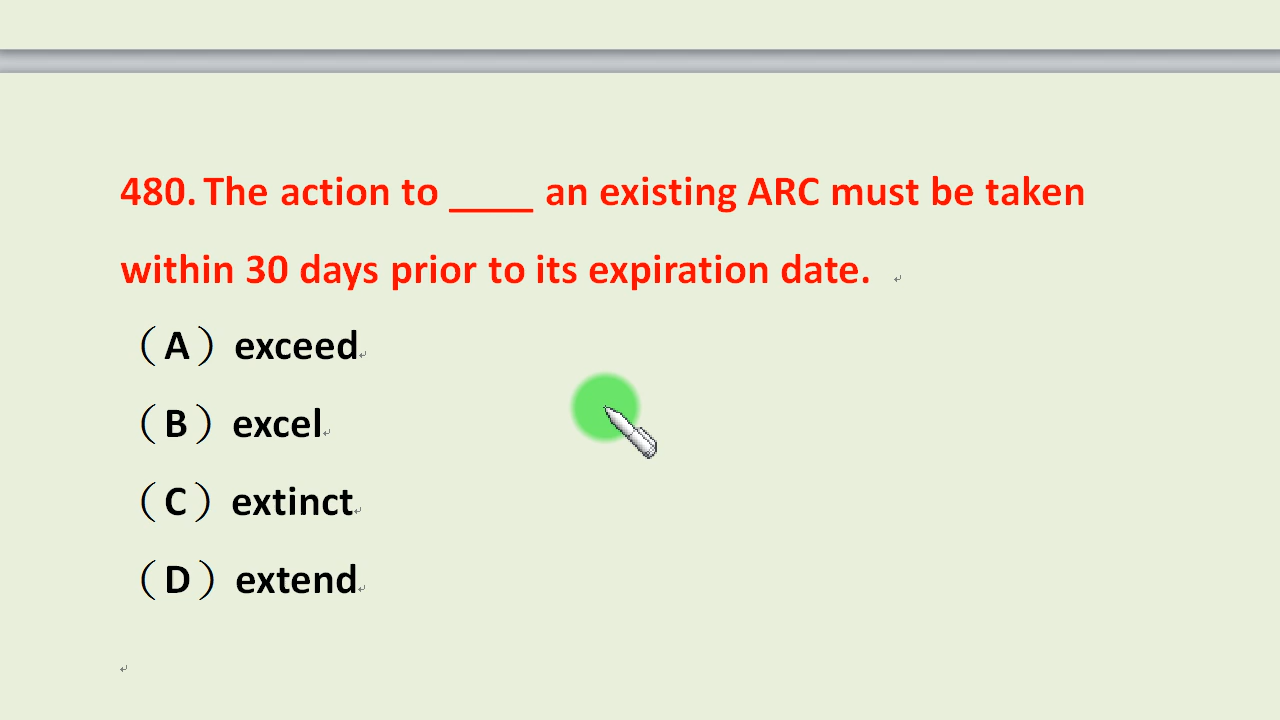 480. The action to ____ an existing ARC must be taken
within 30 days prior to its expiration date.
（A）exceed
（B）excel
（C）extinct
（D）extend